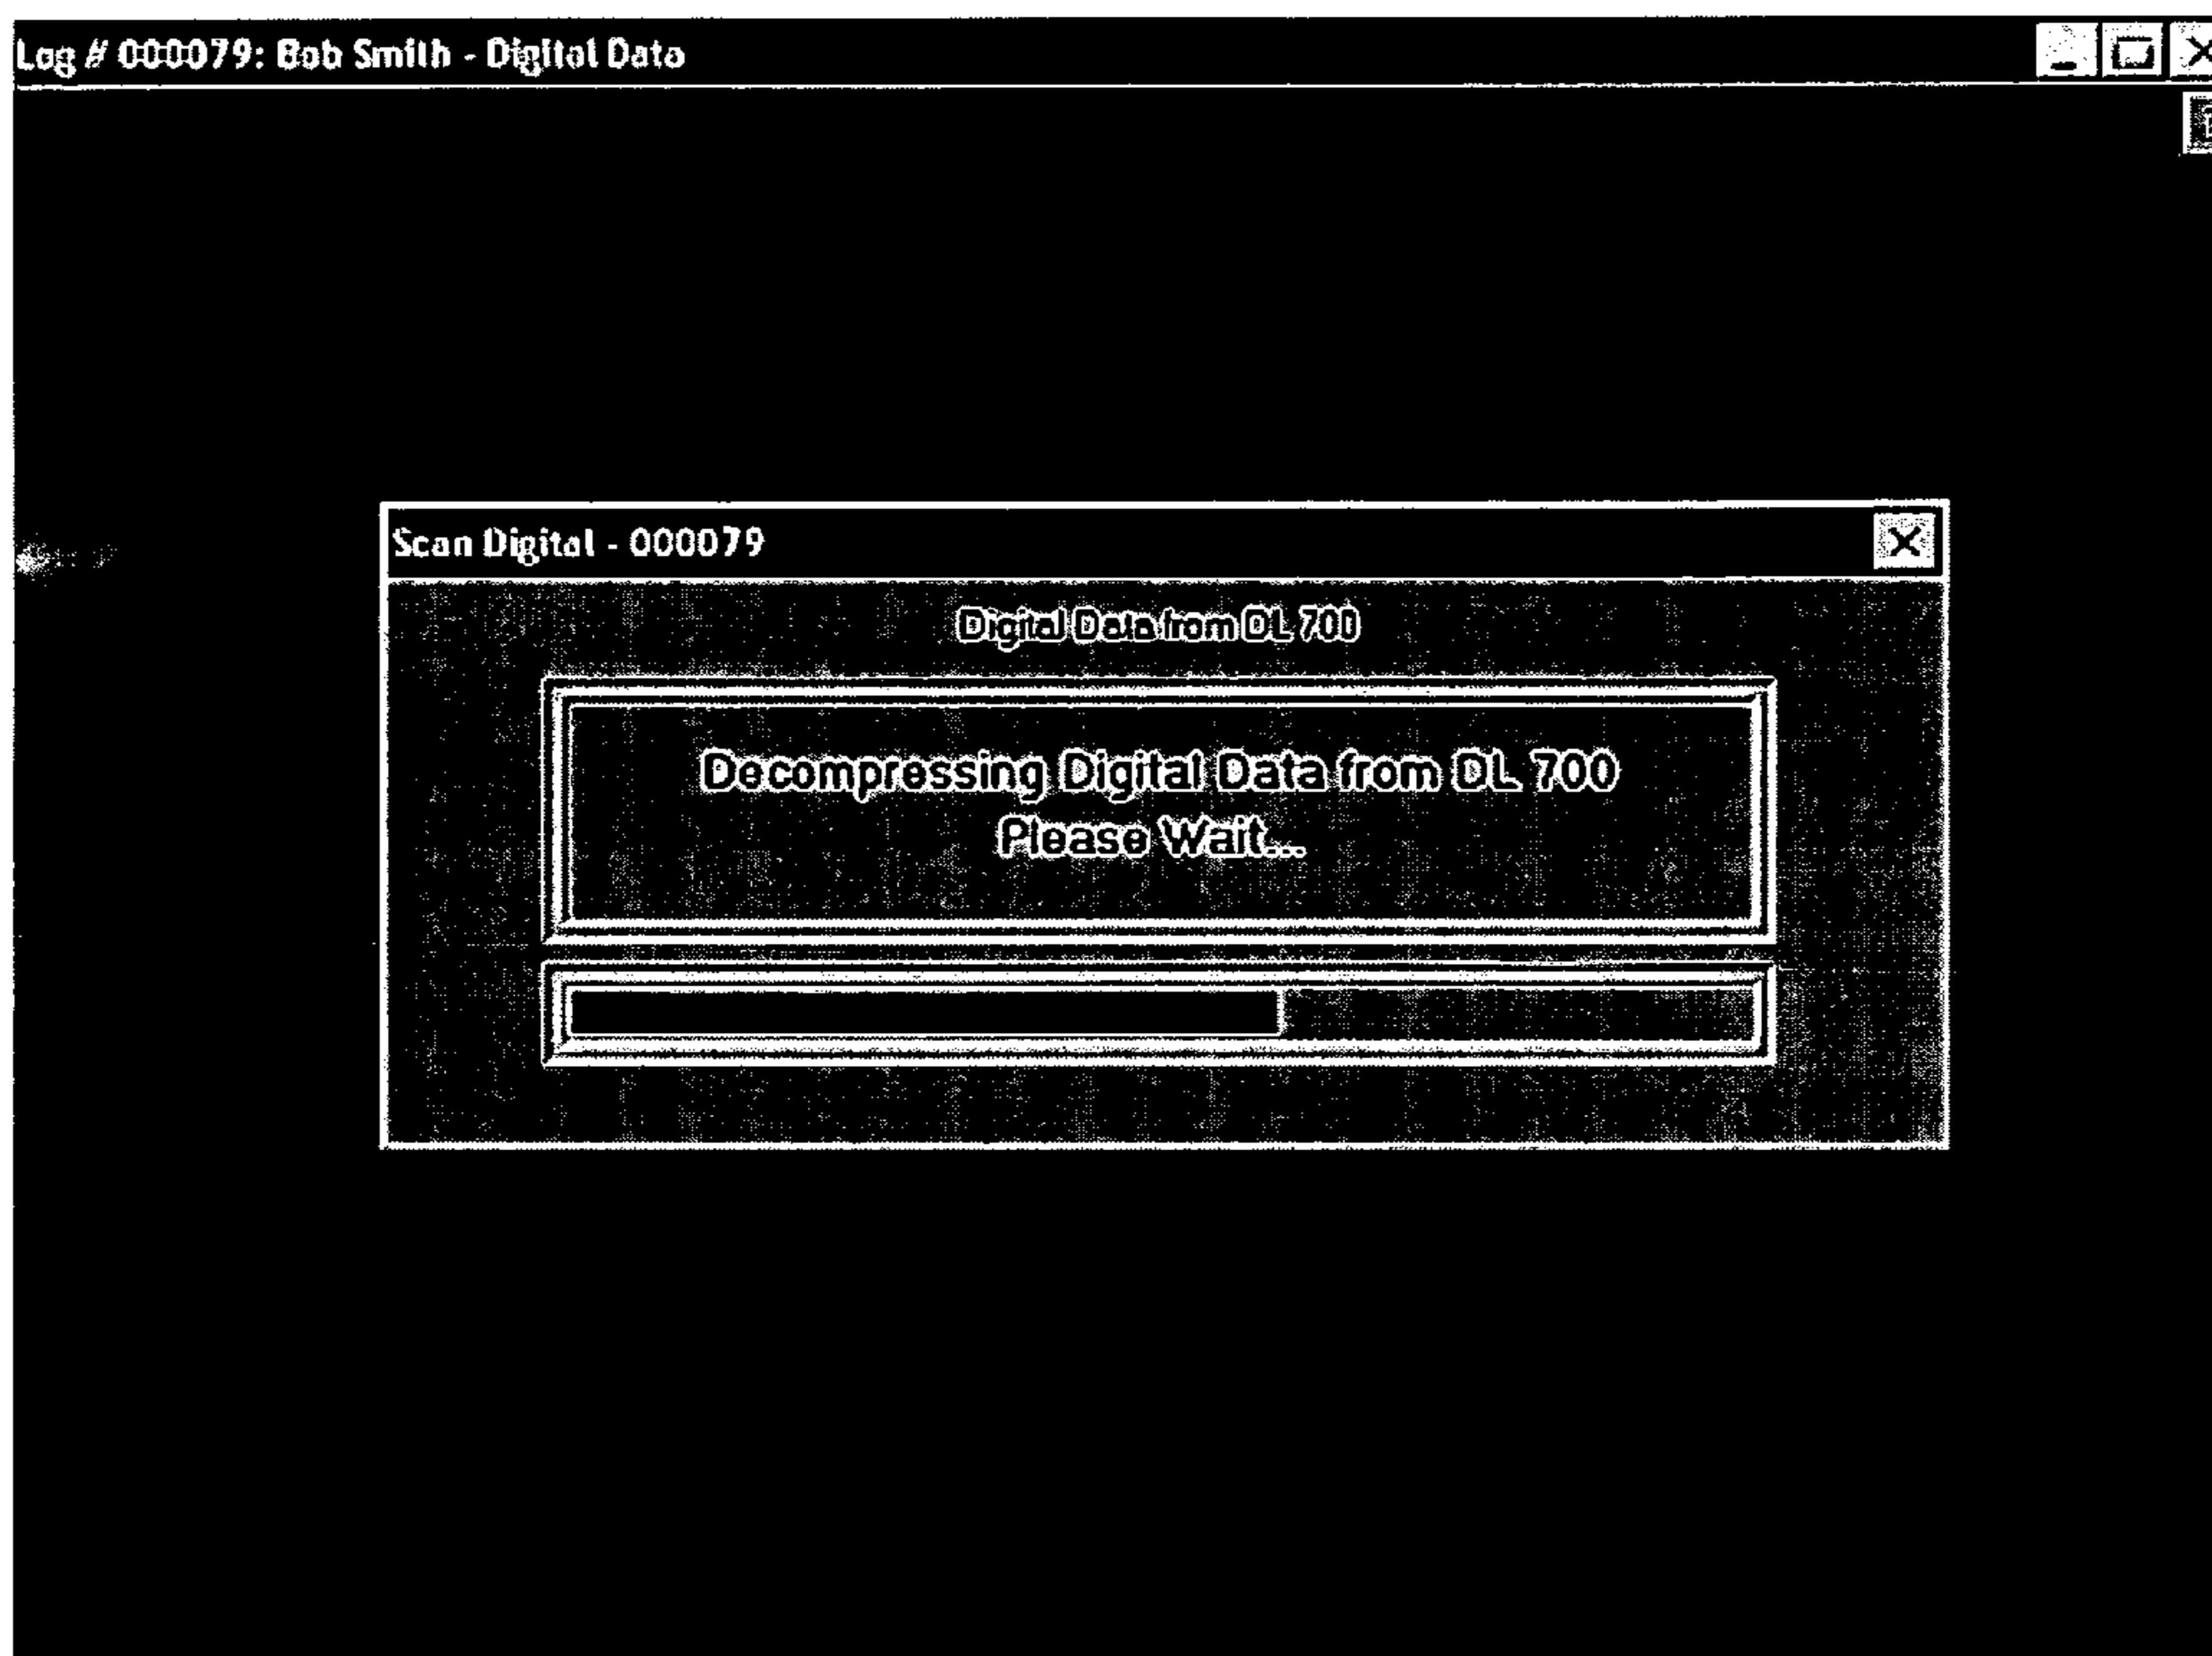 Log # 000079: Bob Smith - Digital Data
Scan Digital - 000079
Digital Data from DL 700
Decompressing Digital Data from DL 700
Please Wait...